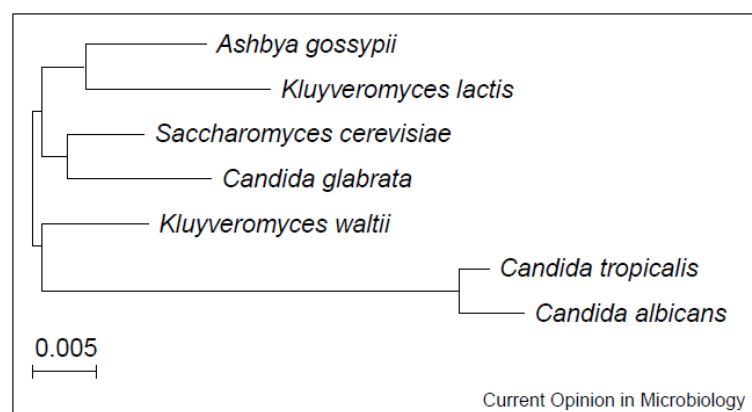 Ashbya gossypii
Kluyveromyces lactis
Saccharomyces cerevisiae
Candida glabrata
Kluyveromyces waltii
Candida tropicalis
Candida albicans
0.005
Current Opinion in Microbiology